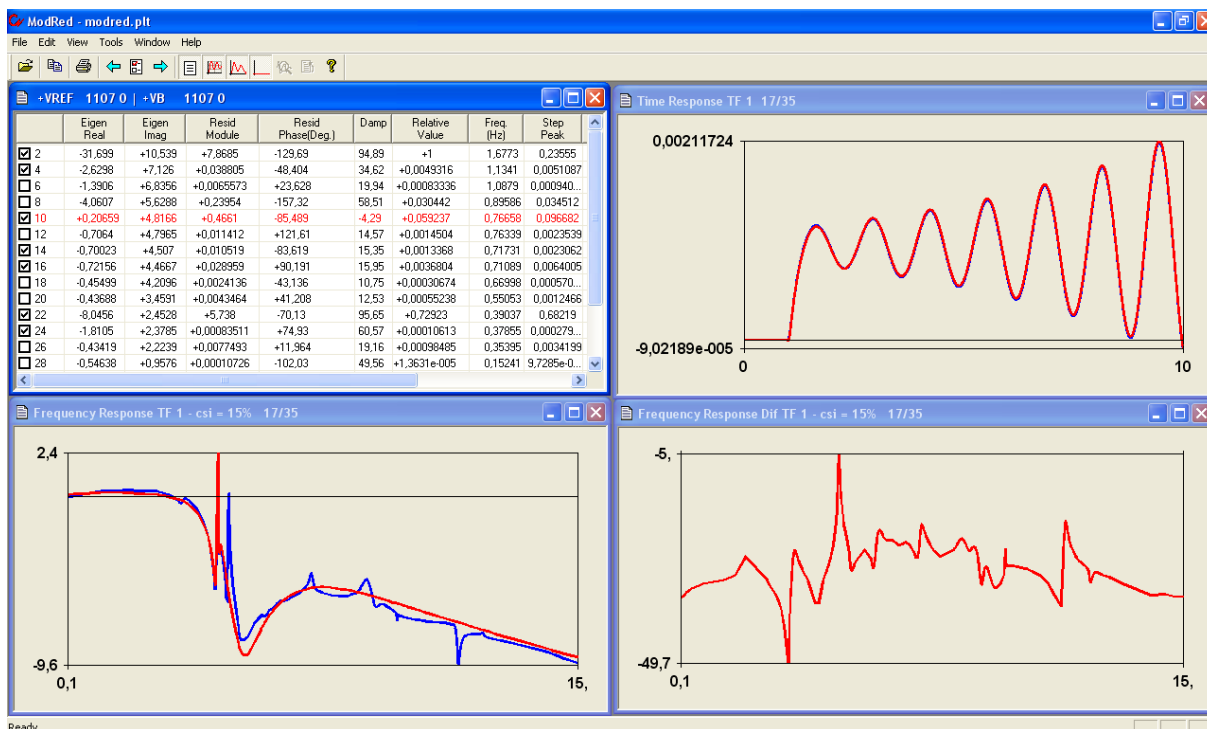 ModRed - modred.plt
File Edit View Tools Window Help
+VREF 1107 0 | +VB 1107 0
Eigen Real Eigen Imag Resid Module Resid Phase(Deg.) Damp Relative Value Freq. (Hz) Step Peak
2 -31,699 +10,539 +7,8685 -129,69 94,89 +1 1,6773 0,23555
4 -2,6298 +7,126 +0,038805 -48,404 34,62 +0,0049316 1,1341 0,0051087
6 -1,3906 +6,8356 +0,0065573 +23,628 19,94 +0,00083336 1,0879 0,000940...
8 -4,0607 +5,6288 +0,23954 -157,32 58,51 +0,030442 0,89586 0,034512
10 +0,20659 +4,8166 +0,4661 -85,489 -4,29 +0,059237 0,76658 0,096682
12 -0,7064 +4,7965 +0,011412 +121,61 14,57 +0,0014504 0,76339 0,0023539
14 -0,70023 +4,507 +0,010519 -83,619 15,35 +0,0013368 0,71731 0,0023062
16 -0,72156 +4,4667 +0,028959 +90,191 15,95 +0,0036804 0,71089 0,0064005
18 -0,45499 +4,2096 +0,0024136 -43,136 10,75 +0,00030674 0,66998 0,000570...
20 -0,43688 +3,4591 +0,0043464 +41,208 12,53 +0,00055238 0,55053 0,0012466
22 -8,0456 +2,4528 +5,738 -70,13 95,65 +0,72923 0,39037 0,68219
24 -1,8105 +2,3785 +0,00083511 +74,93 60,57 +0,00010613 0,37855 0,000279...
26 -0,43419 +2,2239 +0,0077493 +11,964 19,16 +0,00098485 0,35395 0,0034199
28 -0,54638 +0,9576 +0,00010726 -102,03 49,56 +1,3631e-005 0,15241 9,7285e-0...
Time Response TF 1 17/35
0,00211724
-9,02189e-005
0 10
Frequency Response TF 1 - csi = 15% 17/35
2,4
-9,6
0,1 15,
Frequency Response Dif TF 1 - csi = 15% 17/35
-5,
-49,7
0,1 15,
Ready